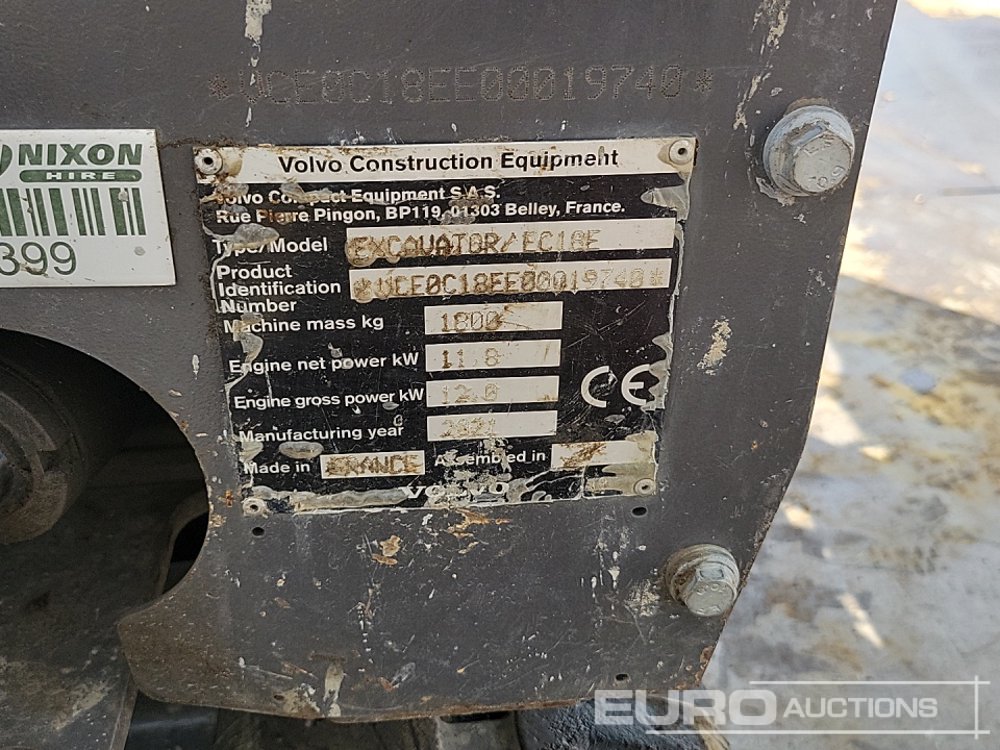 *VCE0C18EE00019740*
NIXON
HIRE
399
Volvo Construction Equipment
Volvo Compact Equipment S.A.S.
Rue Pierre Pingon, BP119, 01303 Belley, France.
Type/Model EXCAVATOR/EC18E
Product Identification Number *VCE0C18EE00019740*
Machine mass kg 1800
Engine net power kW 11.8
Engine gross power kW 12.0
Manufacturing year 2021
CE
Made in FRANCE Assembled in
VOLVO
EURO AUCTIONS